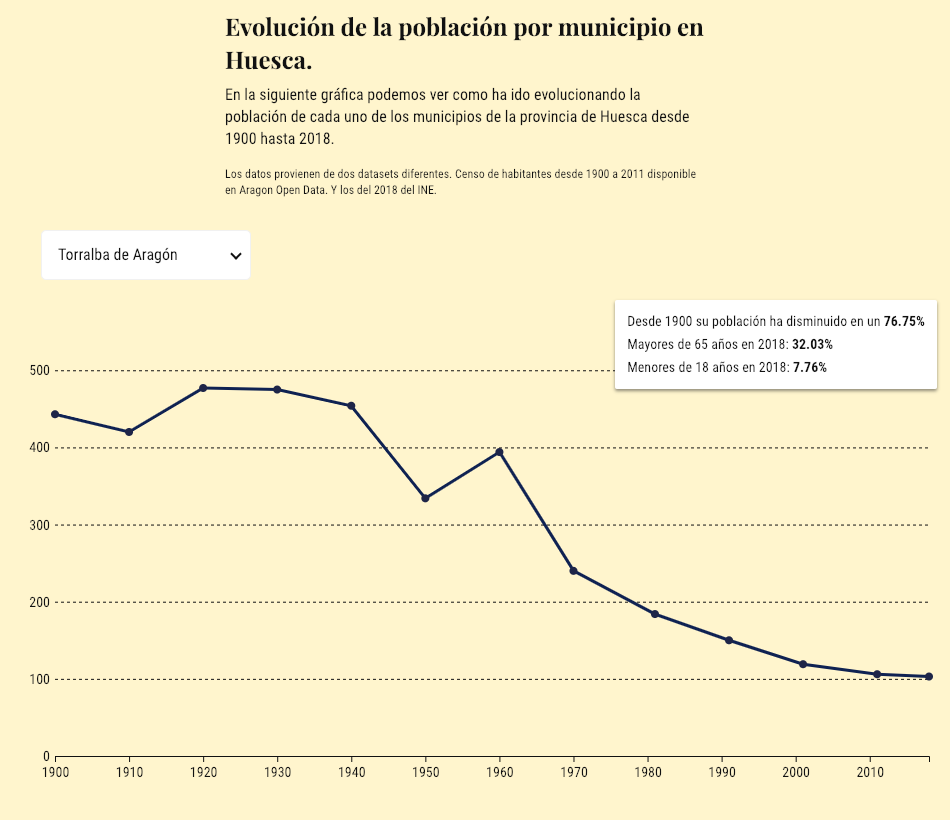 Evolución de la población por municipio en
Huesca.
En la siguiente gráfica podemos ver como ha ido evolucionando la
población de cada uno de los municipios de la provincia de Huesca desde
1900 hasta 2018.
Los datos provienen de dos datasets diferentes. Censo de habitantes desde 1900 a 2011 disponible
en Aragon Open Data. Y los del 2018 del INE.
Torralba de Aragón
Desde 1900 su población ha disminuido en un 76.75%
Mayores de 65 años en 2018: 32.03%
Menores de 18 años en 2018: 7.76%
500
400
300
200
100
0
1900 1910 1920 1930 1940 1950 1960 1970 1980 1990 2000 2010